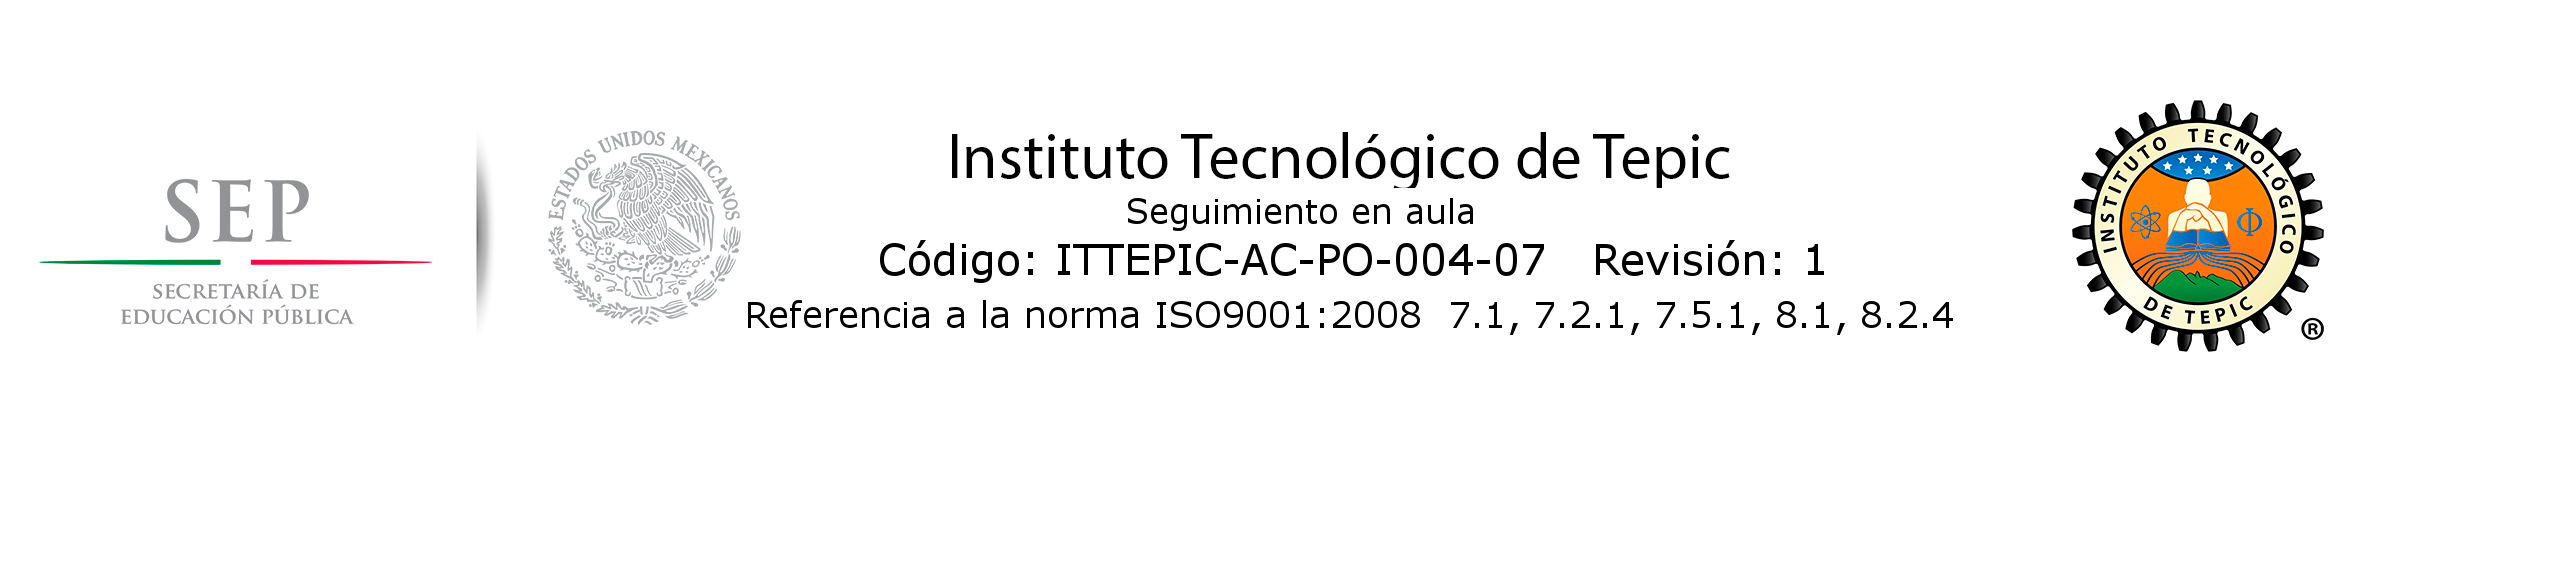 SEP
SECRETARÍA DE
EDUCACIÓN PÚBLICA
ESTADOS UNIDOS MEXICANOS
Instituto Tecnológico de Tepic
Seguimiento en aula
Código: ITTEPIC-AC-PO-004-07 Revisión: 1
Referencia a la norma ISO9001:2008 7.1, 7.2.1, 7.5.1, 8.1, 8.2.4
INSTITUTO TECNOLÓGICO
DE TEPIC
Φ
®